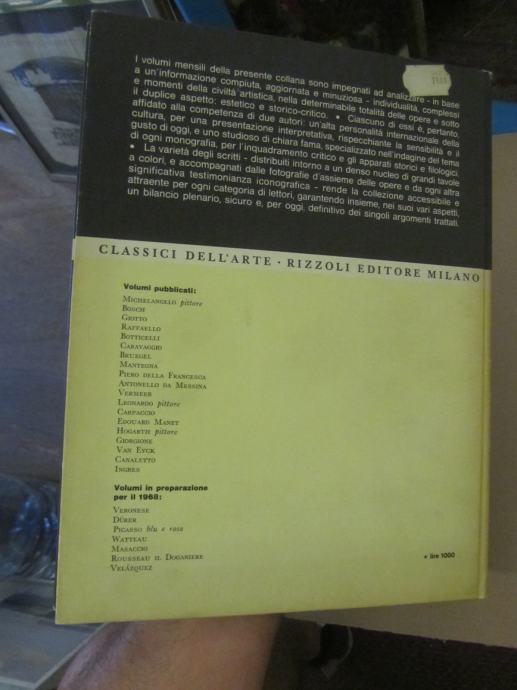 I volumi mensili della presente collana sono impegnati ad analizzare - in base
a un'informazione compiuta, aggiornata e minuziosa - individualità, complessi
e momenti della civiltà artistica, nella determinabile totalità delle opere e sotto
il duplice aspetto: estetico e storico-critico. • Ciascuno di essi è, pertanto,
affidato alla competenza di due autori: un'alta personalità internazionale della
cultura, per una presentazione interpretativa, rispecchiante la sensibilità e il
gusto di oggi, e uno studioso di chiara fama, specializzato nell'indagine del tema
di ogni monografia, per l'inquadramento critico e gli apparati storici e filologici.
• La varietà degli scritti - distribuiti intorno a un denso nucleo di grandi tavole
a colori, e accompagnati dalle fotografie d'assieme delle opere e da ogni altra
significativa testimonianza iconografica - rende la collezione accessibile e
attraente per ogni categoria di lettori, garantendo insieme, nei suoi vari aspetti,
un bilancio plenario, sicuro e, per oggi, definitivo dei singoli argomenti trattati.
CLASSICI DELL'ARTE • RIZZOLI EDITORE MILANO
Volumi pubblicati:
MICHELANGELO pittore
BOSCH
GIOTTO
RAFFAELLO
BOTTICELLI
CARAVAGGIO
BRUEGEL
MANTEGNA
PIERO DELLA FRANCESCA
ANTONELLO DA MESSINA
VERMEER
LEONARDO pittore
CARPACCIO
EDOUARD MANET
HOGARTH pittore
GIORGIONE
VAN EYCK
CANALETTO
INGRES
Volumi in preparazione
per il 1968:
VERONESE
DÜRER
PICASSO blu e rosa
WATTEAU
MASACCIO
ROUSSEAU IL DOGANIERE
VELÁZQUEZ
• lire 1000